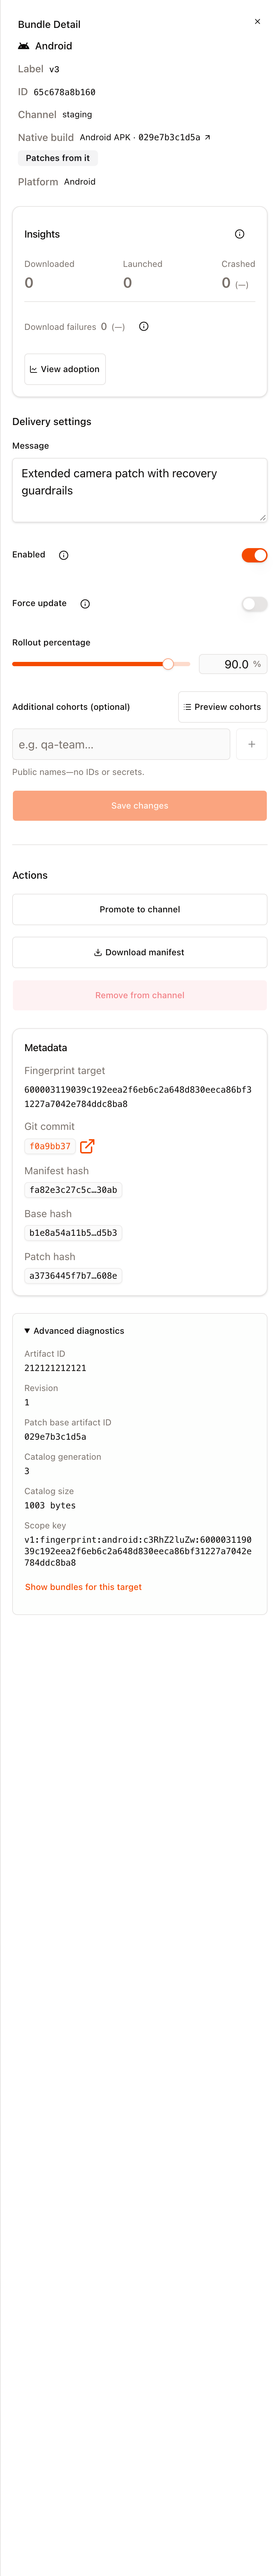 Bundle Detail
Android
Label v3
ID 65c678a8b160
Channel staging
Native build Android APK · 029e7b3c1d5a ↗
Patches from it
Platform Android
Insights
Downloaded Launched Crashed
0 0 0 (—)
Download failures 0 (—)
View adoption
Delivery settings
Message
Extended camera patch with recovery
guardrails
Enabled
Force update
Rollout percentage
90.0 %
Additional cohorts (optional)
Preview cohorts
e.g. qa-team...
Public names—no IDs or secrets.
Save changes
Actions
Promote to channel
Download manifest
Remove from channel
Metadata
Fingerprint target
600003119039c192eea2f6eb6c2a648d830eeca86bf3
1227a7042e784ddc8ba8
Git commit
f0a9bb37
Manifest hash
fa82e3c27c5c…30ab
Base hash
b1e8a54a11b5…d5b3
Patch hash
a3736445f7b7…608e
▼ Advanced diagnostics
Artifact ID
212121212121
Revision
1
Patch base artifact ID
029e7b3c1d5a
Catalog generation
3
Catalog size
1003 bytes
Scope key
v1:fingerprint:android:c3RhZ2luZw:6000031190
39c192eea2f6eb6c2a648d830eeca86bf31227a7042e
784ddc8ba8
Show bundles for this target